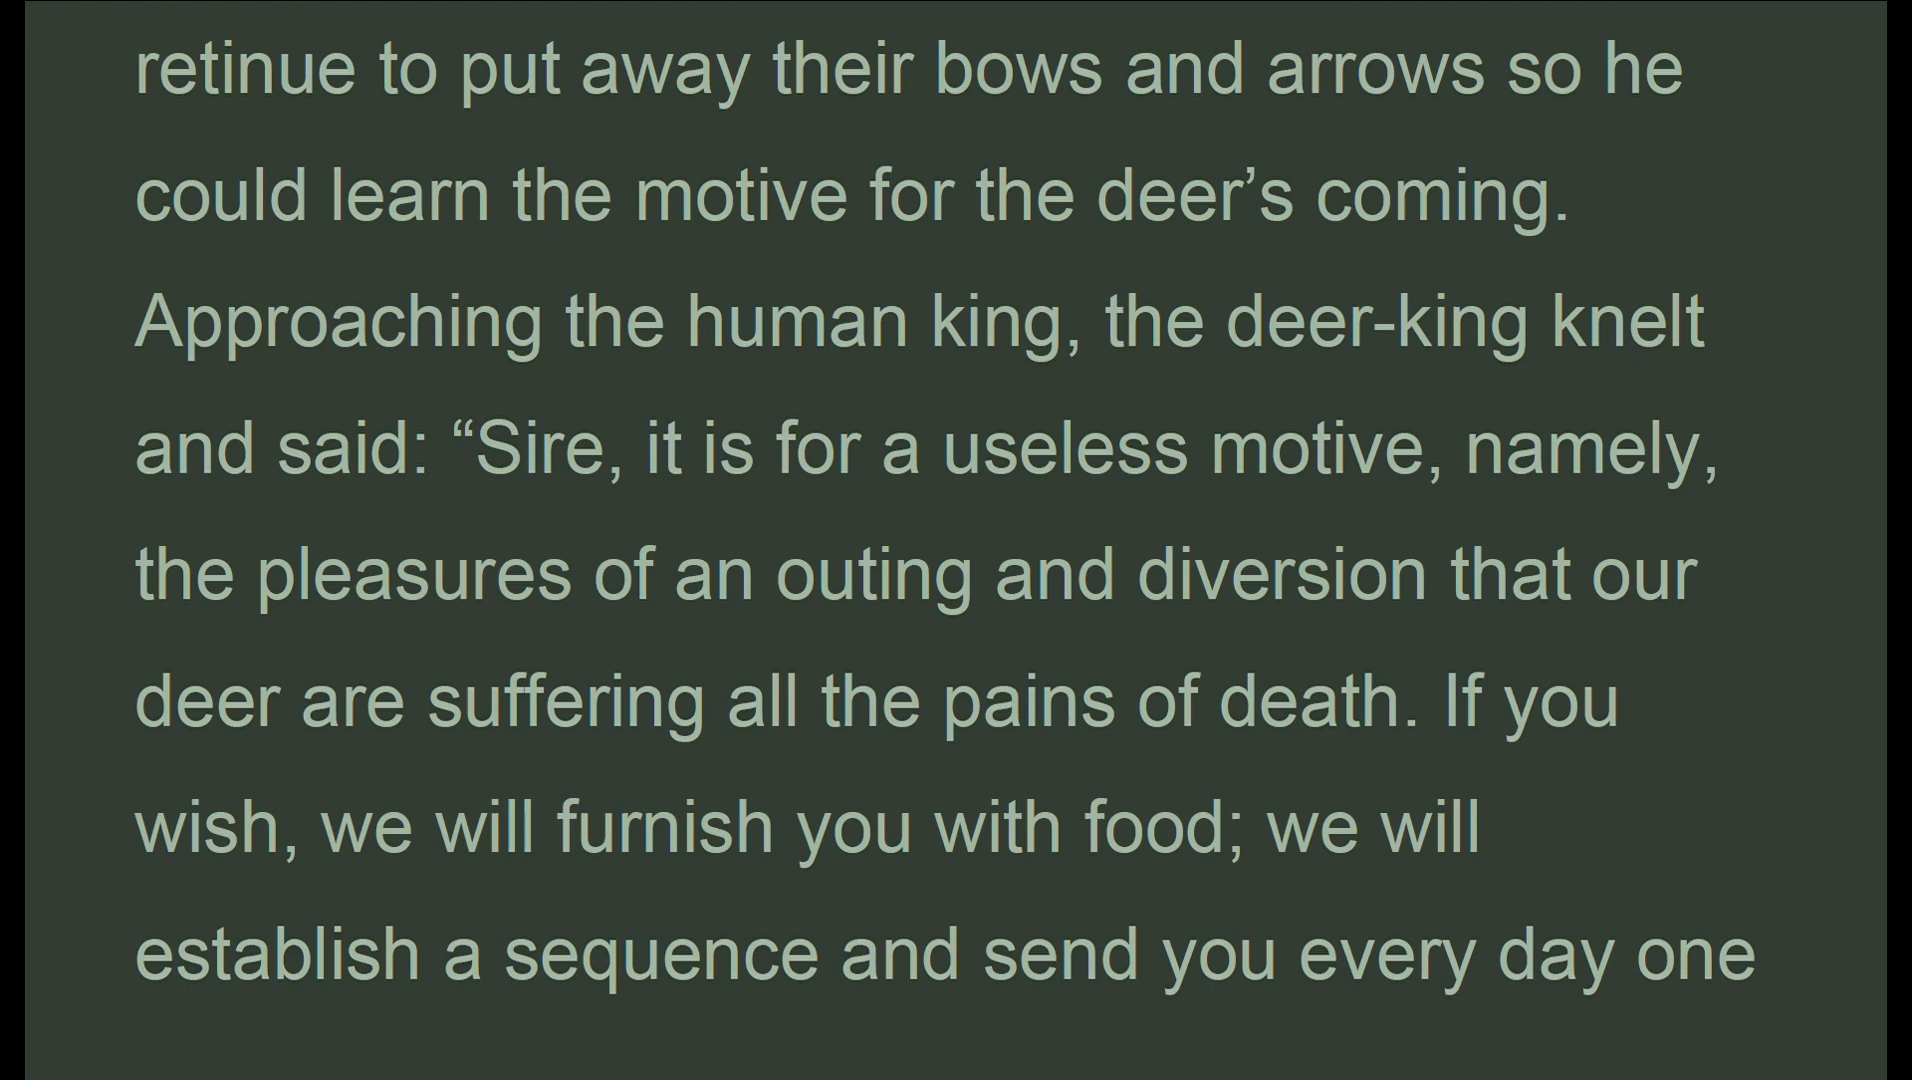 retinue to put away their bows and arrows so he
could learn the motive for the deer’s coming.
Approaching the human king, the deer-king knelt
and said: “Sire, it is for a useless motive, namely,
the pleasures of an outing and diversion that our
deer are suffering all the pains of death. If you
wish, we will furnish you with food; we will
establish a sequence and send you every day one